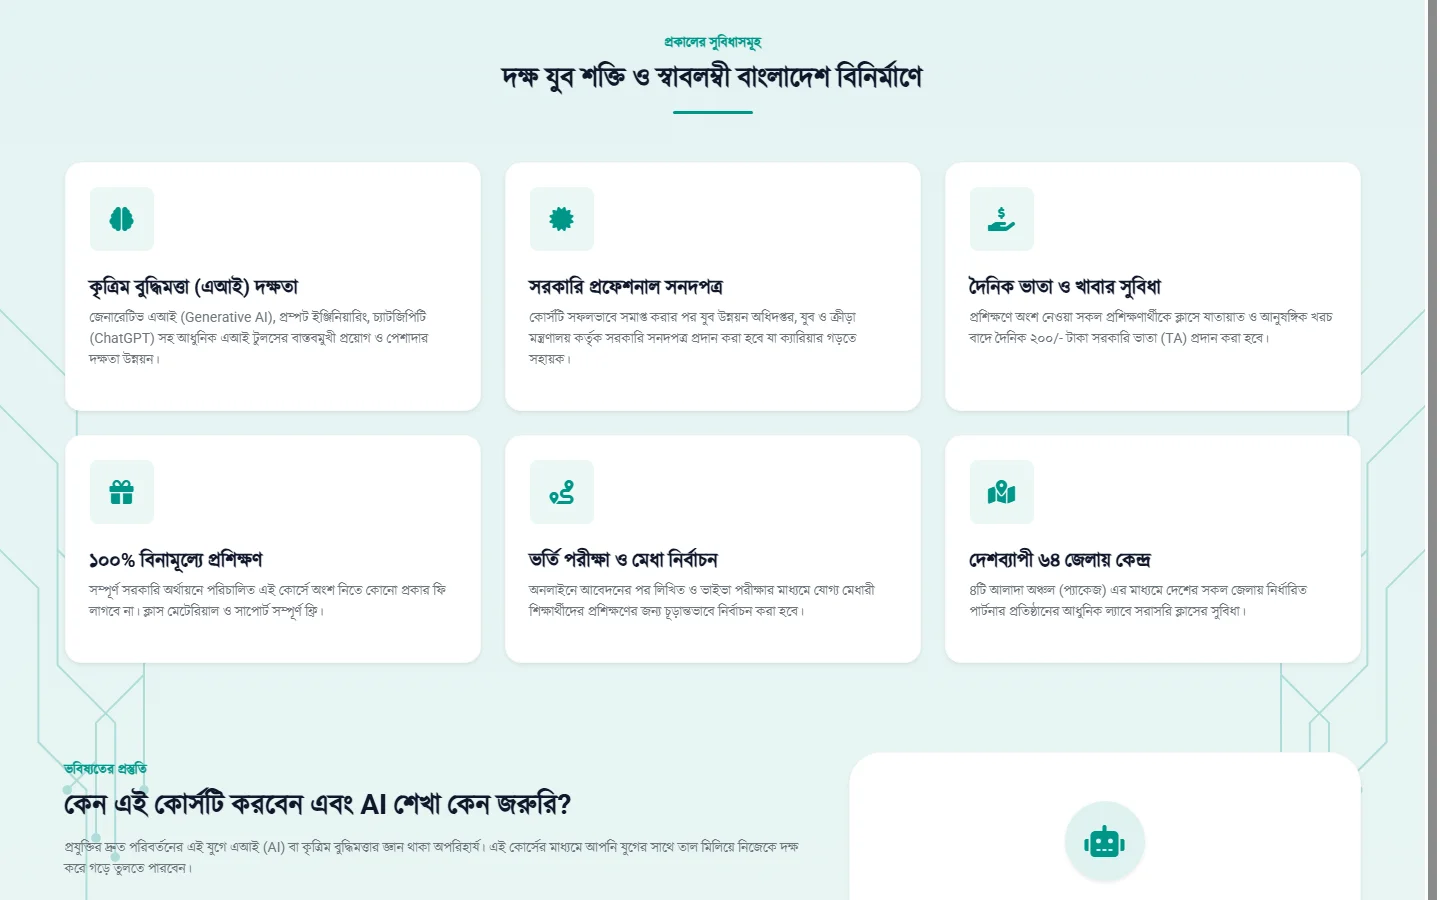 প্রকালের সুবিধাসমূহ
দক্ষ যুব শক্তি ও স্বাবলম্বী বাংলাদেশ বিনির্মাণে
কৃত্রিম বুদ্ধিমত্তা (এআই) দক্ষতা
জেনারেটিভ এআই (Generative AI), প্রম্পট ইঞ্জিনিয়ারিং, চ্যাটজিপিটি
(ChatGPT) সহ আধুনিক এআই টুলসের বাস্তবমুখী প্রয়োগ ও পেশাদার
দক্ষতা উন্নয়ন।
সরকারি প্রফেশনাল সনদপত্র
কোর্সটি সফলভাবে সমাপ্ত করার পর যুব উন্নয়ন অধিদপ্তর, যুব ও ক্রীড়া
মন্ত্রণালয় কর্তৃক সরকারি সনদপত্র প্রদান করা হবে যা ক্যারিয়ার গড়তে
সহায়ক।
দৈনিক ভাতা ও খাবার সুবিধা
প্রশিক্ষণে অংশ নেওয়া সকল প্রশিক্ষণার্থীকে ক্লাসে যাতায়াত ও আনুষঙ্গিক খরচ
বাদে দৈনিক ২০০/- টাকা সরকারি ভাতা (TA) প্রদান করা হবে।
১০০% বিনামূল্যে প্রশিক্ষণ
সম্পূর্ণ সরকারি অর্থায়নে পরিচালিত এই কোর্সে অংশ নিতে কোনো প্রকার ফি
লাগবে না। ক্লাস মেটেরিয়াল ও সাপোর্ট সম্পূর্ণ ফ্রি।
ভর্তি পরীক্ষা ও মেধা নির্বাচন
অনলাইনে আবেদনের পর লিখিত ও ভাইভা পরীক্ষার মাধ্যমে যোগ্য মেধারী
শিক্ষার্থীদের প্রশিক্ষণের জন্য চূড়ান্তভাবে নির্বাচন করা হবে।
দেশব্যাপী ৬৪ জেলায় কেন্দ্র
৪টি আলাদা অঞ্চল (প্যাকেজ) এর মাধ্যমে দেশের সকল জেলায় নির্ধারিত
পার্টনার প্রতিষ্ঠানের আধুনিক ল্যাবে সরাসরি ক্লাসের সুবিধা।
ভবিষ্যতের প্রস্তুতি
কেন এই কোর্সটি করবেন এবং AI শেখা কেন জরুরি?
প্রযুক্তির দ্রুত পরিবর্তনের এই যুগে এআই (AI) বা কৃত্রিম বুদ্ধিমত্তার জ্ঞান থাকা অপরিহার্য। এই কোর্সের মাধ্যমে আপনি যুগের সাথে তাল মিলিয়ে নিজেকে দক্ষ
করে গড়ে তুলতে পারবেন।